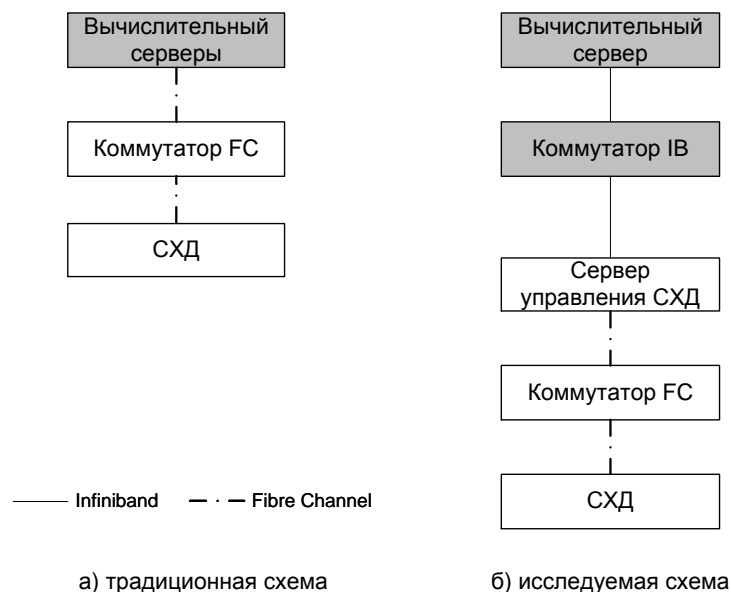 Вычислительный
серверы
Коммутатор FC
СХД
Вычислительный
сервер
Коммутатор IB
Сервер
управления СХД
Коммутатор FC
СХД
Infiniband
Fibre Channel
а) традиционная схема
б) исследуемая схема